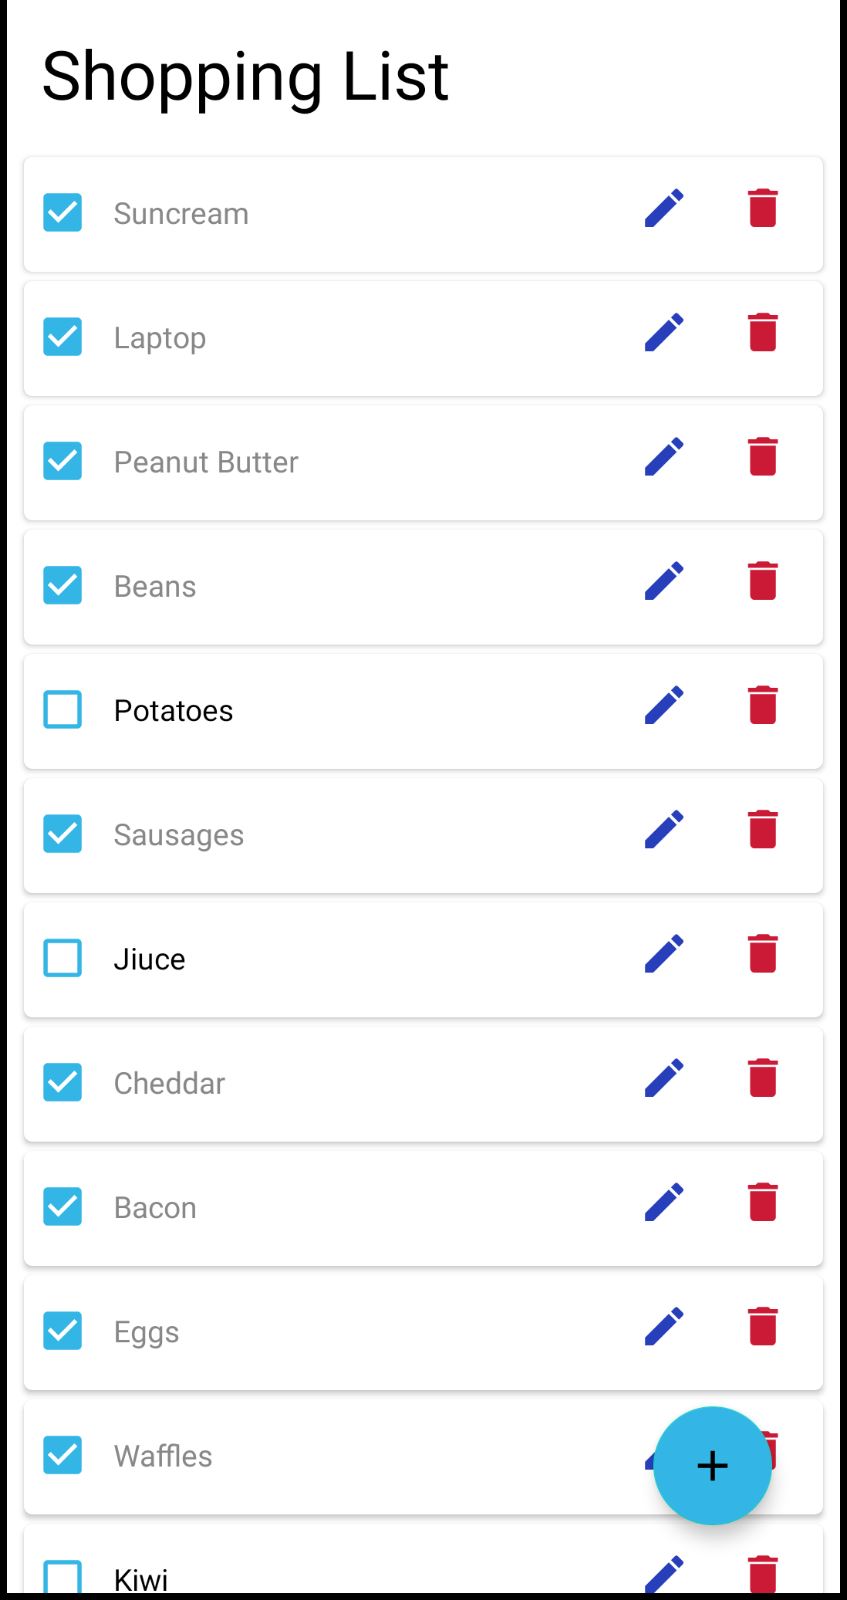 Shopping List
Suncream
Laptop
Peanut Butter
Beans
Potatoes
Sausages
Jiuce
Cheddar
Bacon
Eggs
Waffles
+
Kiwi